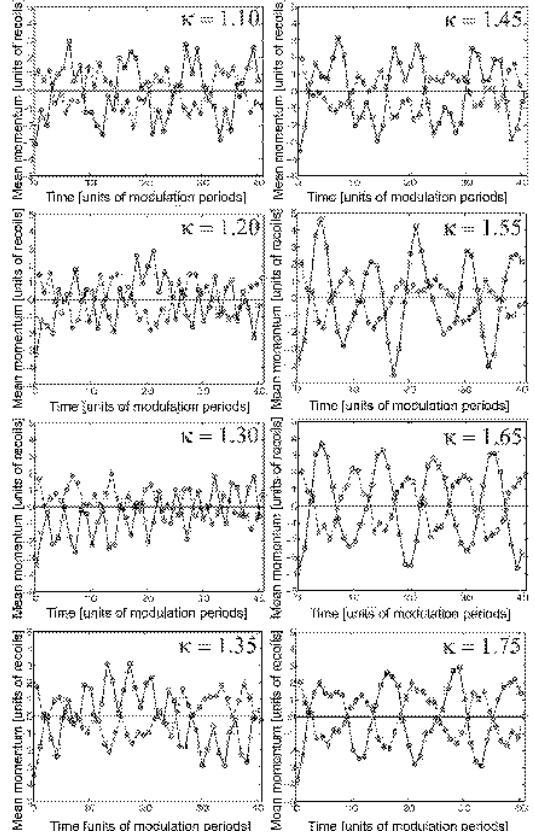 κ = 1.10
κ = 1.45
Mean momentum [units of recoils]
Time [units of modulation periods]
Mean momentum [units of recoils]
Time [units of modulation periods]
κ = 1.20
κ = 1.55
Mean momentum [units of recoils]
Time [units of modulation periods]
Mean momentum [units of recoils]
Time [units of modulation periods]
κ = 1.30
κ = 1.65
Mean momentum [units of recoils]
Time [units of modulation periods]
Mean momentum [units of recoils]
Time [units of modulation periods]
κ = 1.35
κ = 1.75
Mean momentum [units of recoils]
Time [units of modulation periods]
Mean momentum [units of recoils]
Time [units of modulation periods]